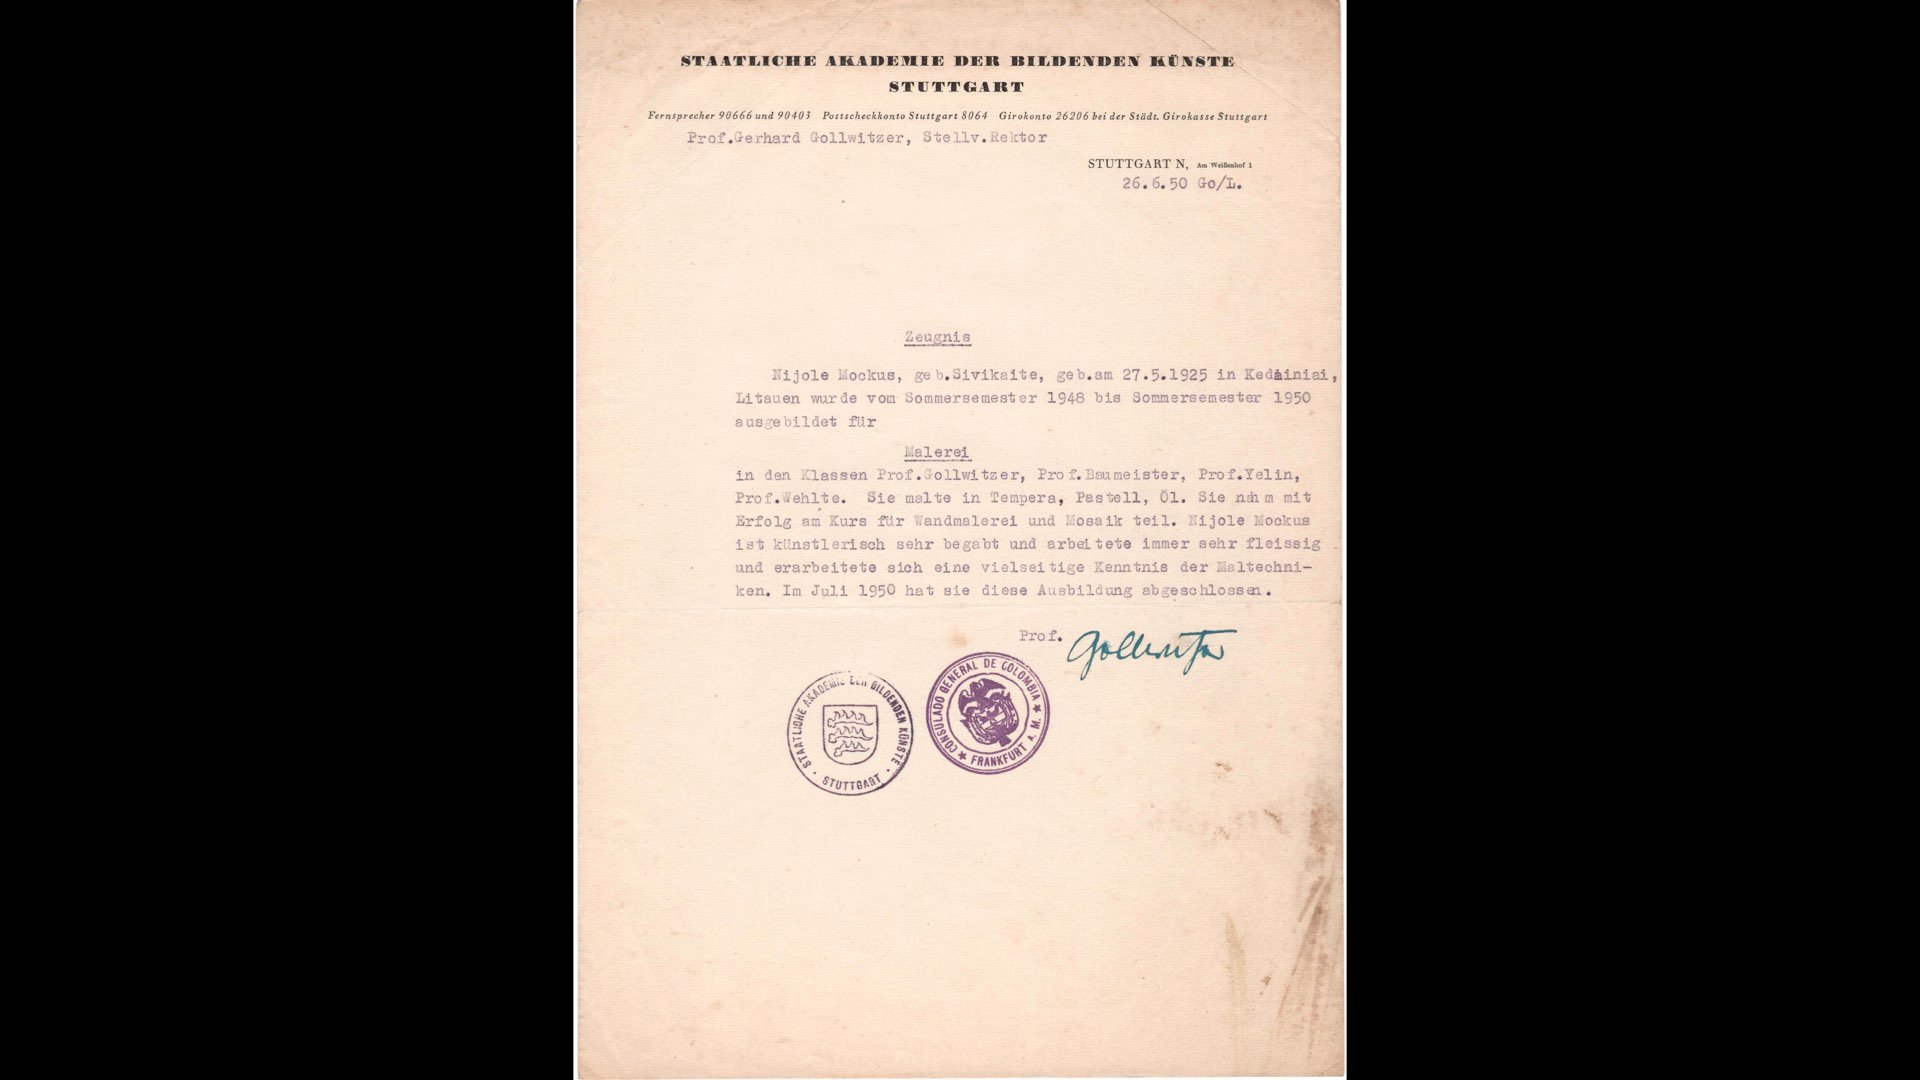 STAATLICHE AKADEMIE DER BILDENDEN KÜNSTE
STUTTGART
Fernsprecher 90666 und 90403 Postscheckkonto Stuttgart 8064 Girokonto 26206 bei der Städt. Girokasse Stuttgart
Prof.Gerhard Gollwitzer, Stellv.Rektor
STUTTGART N, Am Weißenhof 1
26.6.50 Go/L.
Zeugnis
Nijole Mockus, geb.Sivikaite, geb.am 27.5.1925 in Kedainiai,
Litauen wurde vom Sommersemester 1948 bis Sommersemester 1950
ausgebildet für
Malerei
in den Klassen Prof.Gollwitzer, Prof.Baumeister, Prof.Yelin,
Prof.Wehlte. Sie malte in Tempera, Pastell, Öl. Sie nahm mit
Erfolg am Kurs für Wandmalerei und Mosaik teil. Nijole Mockus
ist künstlerisch sehr begabt und arbeitete immer sehr fleissig
und erarbeitete sich eine vielseitige Kenntnis der Maltechni-
ken. Im Juli 1950 hat sie diese Ausbildung abgeschlossen.
Prof. Gollwitzer
STAATLICHE AKADEMIE DER BILDENDEN KÜNSTE
· STUTTGART ·
CONSULADO GENERAL DE COLOMBIA
★ FRANKFURT A. M. ★